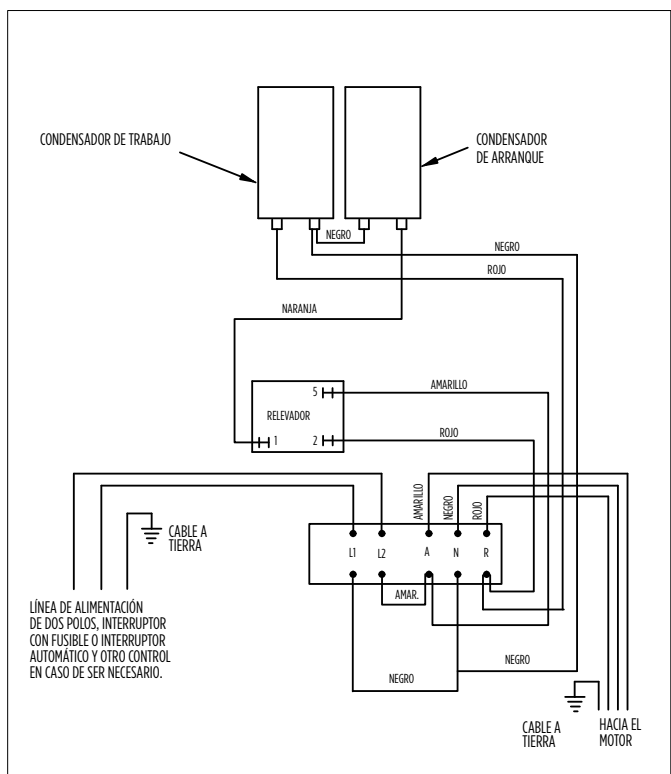 CONDENSADOR DE TRABAJO
CONDENSADOR
DE ARRANQUE
NEGRO
NEGRO
ROJO
NARANJA
5
AMARILLO
RELEVADOR
1
2
ROJO
AMARILLO
NEGRO
ROJO
CABLE A
TIERRA
L1
L2
A
N
R
AMAR.
LÍNEA DE ALIMENTACIÓN
DE DOS POLOS, INTERRUPTOR
CON FUSIBLE O INTERRUPTOR
AUTOMÁTICO Y OTRO CONTROL
EN CASO DE SER NECESARIO.
NEGRO
NEGRO
CABLE A
TIERRA
HACIA EL
MOTOR